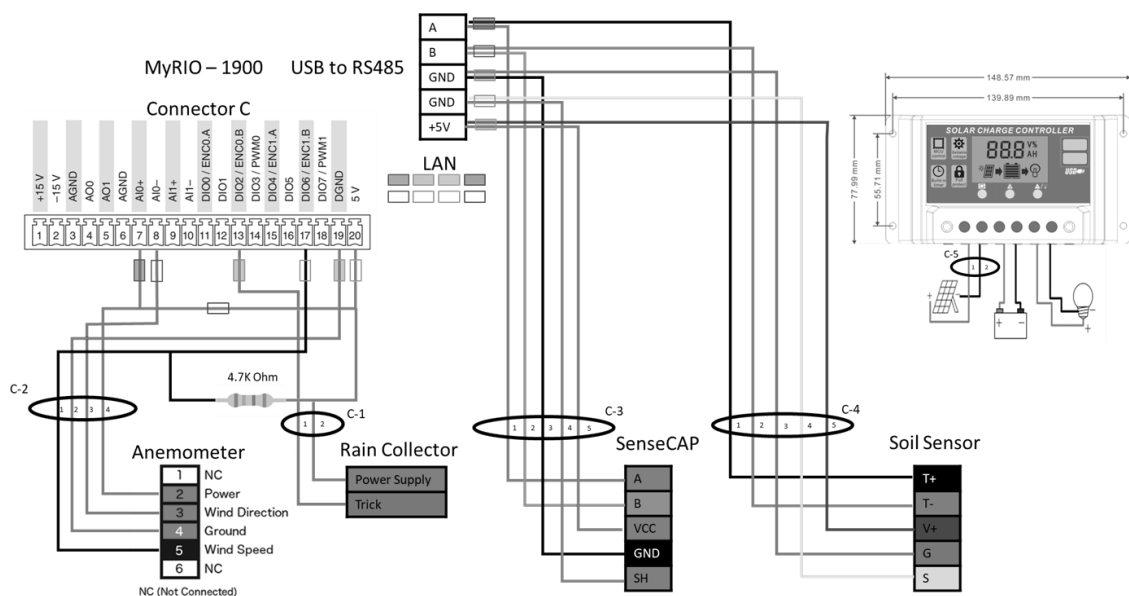 MyRIO – 1900
USB to RS485
A
B
GND
GND
+5V
LAN
Connector C
+15 V
−15 V
AGND
AO0
AO1
AGND
AI0+
AI0−
AI1+
AI1−
DIO0 / ENC0.A
DIO1
DIO2 / ENC0.B
DIO3 / PWM0
DIO4 / ENC1.A
DIO5
DIO6 / ENC1.B
DIO7 / PWM1
DGND
5 V
1 2 3 4 5 6 7 8 9 10 11 12 13 14 15 16 17 18 19 20
148.57 mm
139.89 mm
77.99 mm
55.71 mm
SOLAR CHARGE CONTROLLER
88.8 V%
AH
USB
C-5
1 2
+ −
+ −
−
+
4.7K Ohm
C-2
1 2 3 4
C-1
1 2
C-3
1 2 3 4 5
C-4
1 2 3 4 5
Anemometer
1 NC
2 Power
3 Wind Direction
4 Ground
5 Wind Speed
6 NC
NC (Not Connected)
Rain Collector
Power Supply
Trick
SenseCAP
A
B
VCC
GND
SH
Soil Sensor
T+
T-
V+
G
S